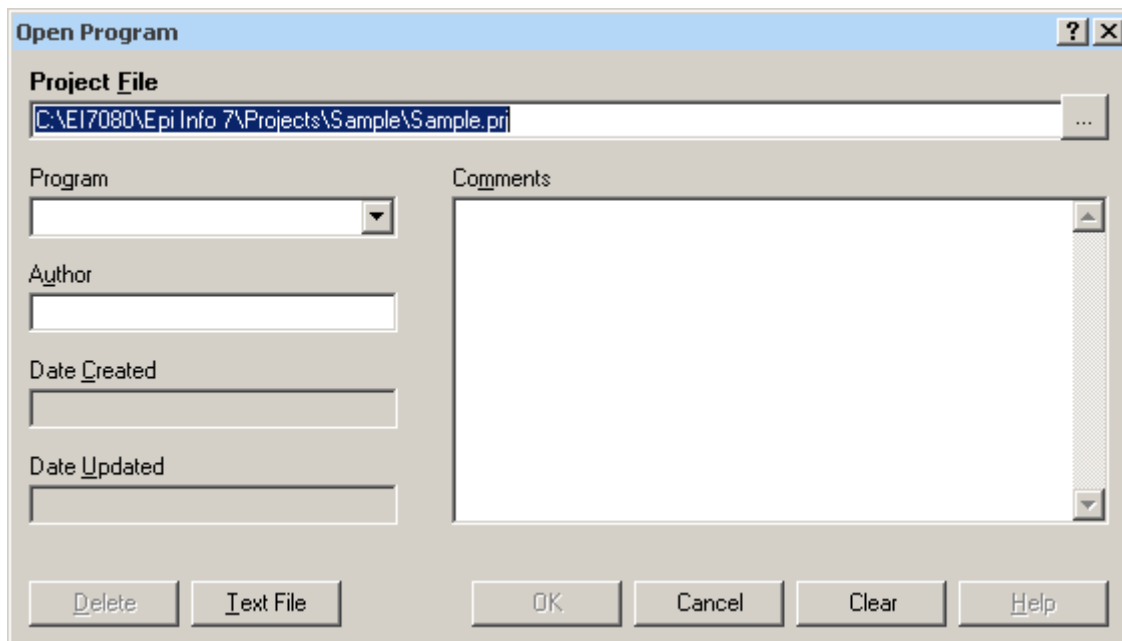 Open Program
Project File
C:\EI7080\Epi Info 7\Projects\Sample\Sample.prj
...
Program
Comments
Author
Date Created
Date Updated
Delete
Text File
OK
Cancel
Clear
Help